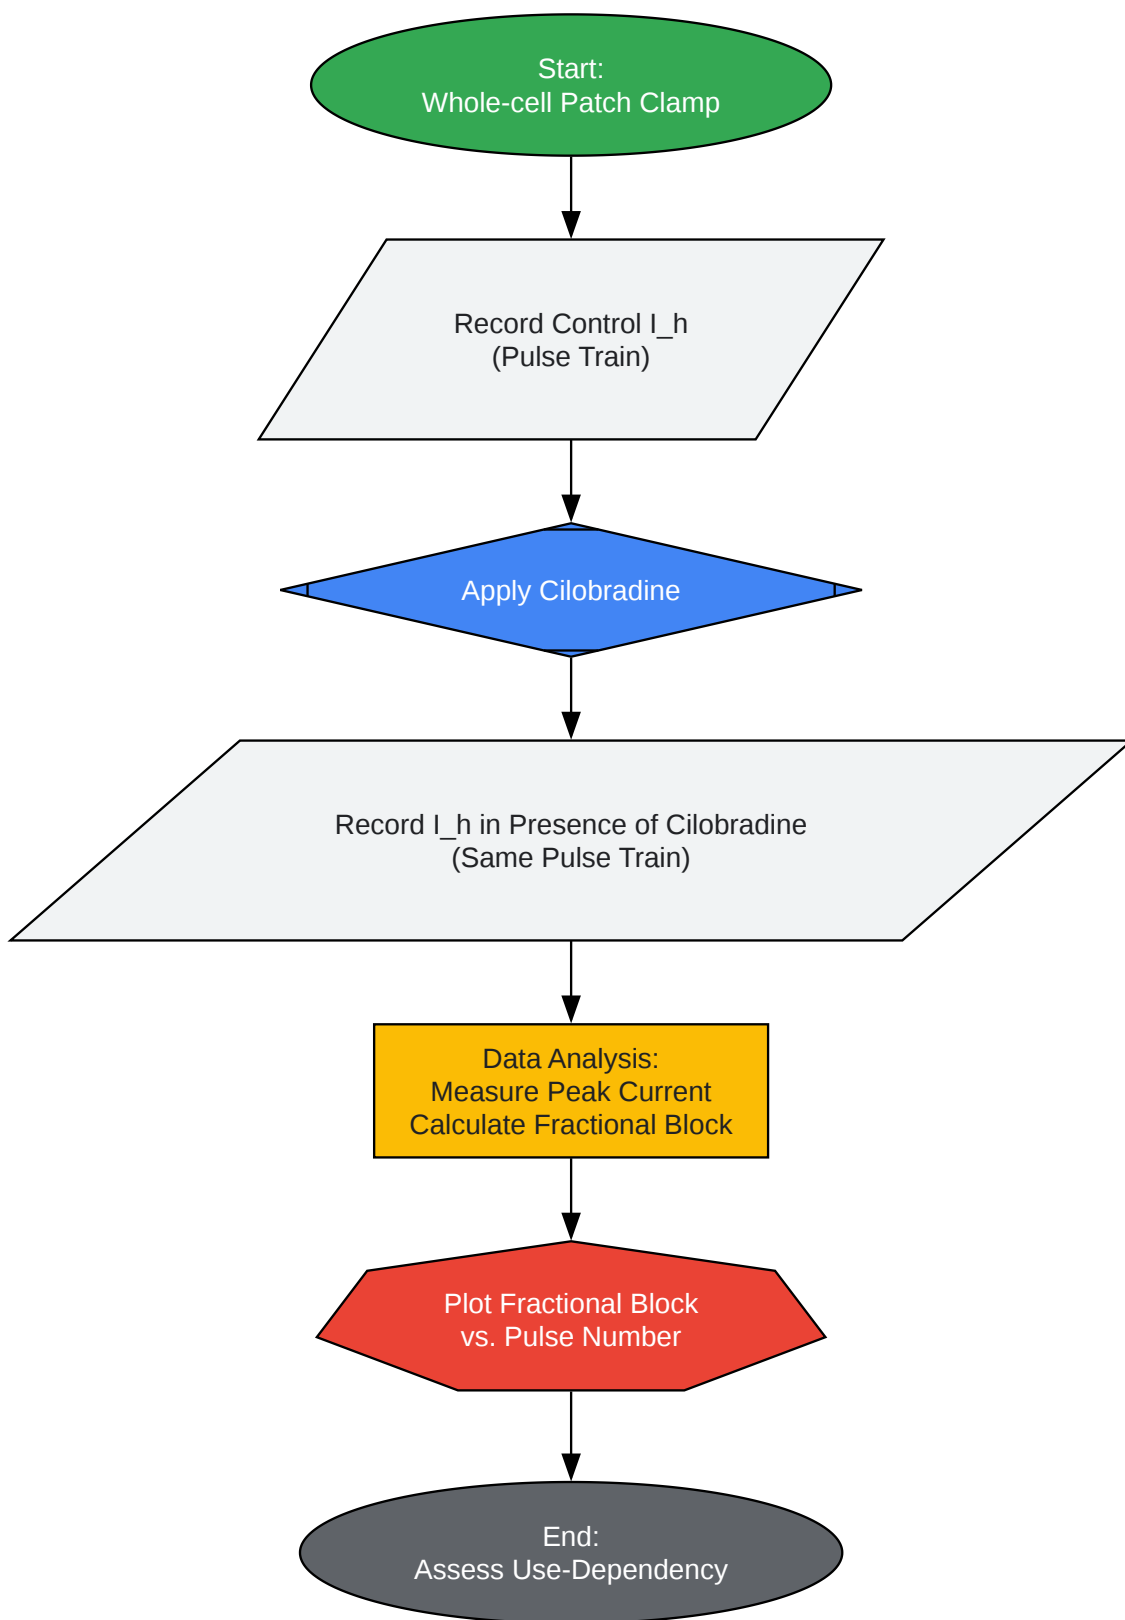 Start:
Whole-cell Patch Clamp
Record Control I_h
(Pulse Train)
Apply Cilobradine
Record I_h in Presence of Cilobradine
(Same Pulse Train)
Data Analysis:
Measure Peak Current
Calculate Fractional Block
Plot Fractional Block
vs. Pulse Number
End:
Assess Use-Dependency